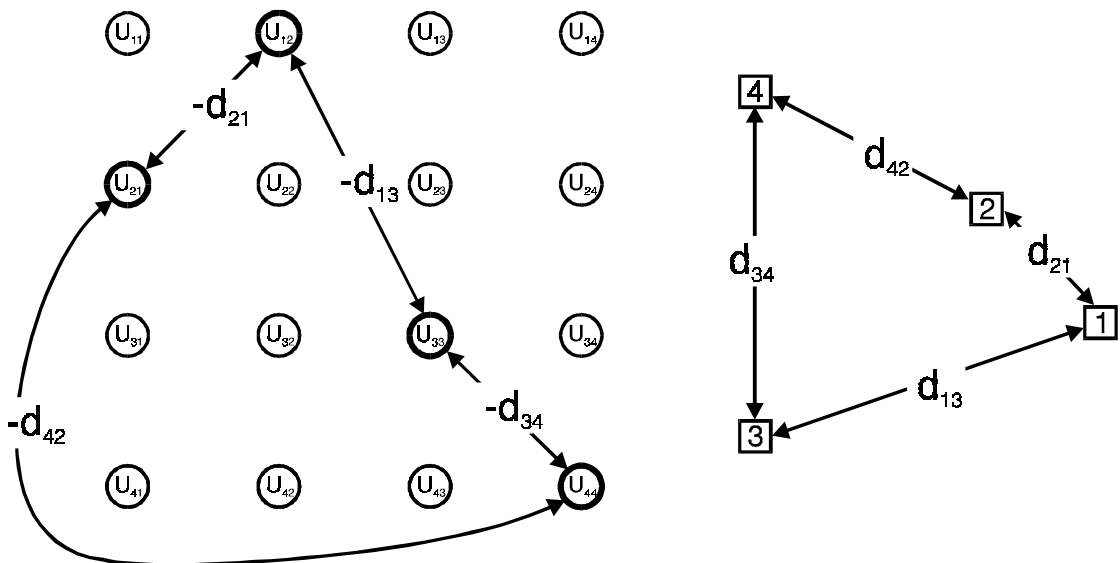 U₁₁ U₁₂ U₁₃ U₁₄
4
-d₂₁
d₄₂
U₂₁ U₂₂ U₂₃ U₂₄
-d₁₃
2
d₂₁
d₃₄
U₃₁ U₃₂ U₃₃ U₃₄
1
d₁₃
-d₄₂
-d₃₄
3
U₄₁ U₄₂ U₄₃ U₄₄